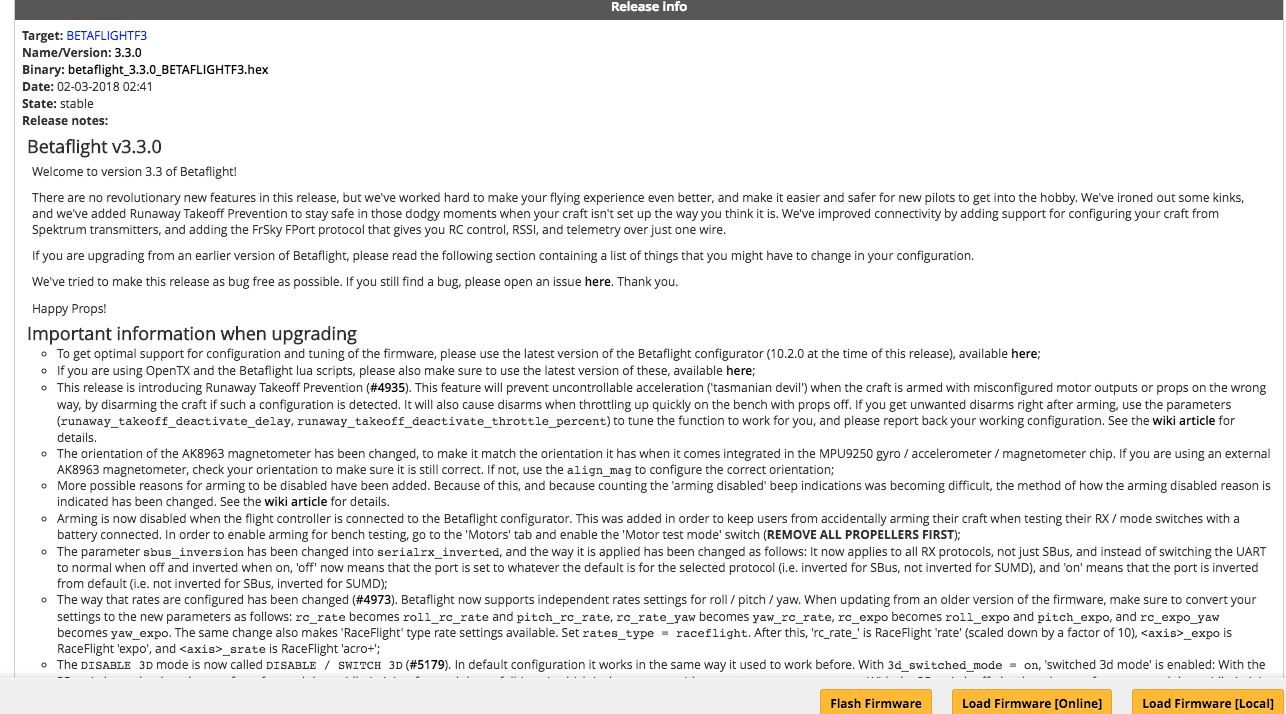 Release info
Target: BETAFLIGHTF3
Name/Version: 3.3.0
Binary: betaflight_3.3.0_BETAFLIGHTF3.hex
Date: 02-03-2018 02:41
State: stable
Release notes:
Betaflight v3.3.0
Welcome to version 3.3 of Betaflight!
There are no revolutionary new features in this release, but we've worked hard to make your flying experience even better, and make it easier and safer for new pilots to get into the hobby. We've ironed out some kinks,
and we've added Runaway Takeoff Prevention to stay safe in those dodgy moments when your craft isn't set up the way you think it is. We've improved connectivity by adding support for configuring your craft from
Spektrum transmitters, and adding the FrSky FPort protocol that gives you RC control, RSSI, and telemetry over just one wire.
If you are upgrading from an earlier version of Betaflight, please read the following section containing a list of things that you might have to change in your configuration.
We've tried to make this release as bug free as possible. If you still find a bug, please open an issue here. Thank you.
Happy Props!
Important information when upgrading
To get optimal support for configuration and tuning of the firmware, please use the latest version of the Betaflight configurator (10.2.0 at the time of this release), available here;
If you are using OpenTX and the Betaflight lua scripts, please also make sure to use the latest version of these, available here;
This release is introducing Runaway Takeoff Prevention (#4935). This feature will prevent uncontrollable acceleration ('tasmanian devil') when the craft is armed with misconfigured motor outputs or props on the wrong
way, by disarming the craft if such a configuration is detected. It will also cause disarms when throttling up quickly on the bench with props off. If you get unwanted disarms right after arming, use the parameters
(runaway_takeoff_deactivate_delay, runaway_takeoff_deactivate_throttle_percent) to tune the function to work for you, and please report back your working configuration. See the wiki article for
details.
The orientation of the AK8963 magnetometer has been changed, to make it match the orientation it has when it comes integrated in the MPU9250 gyro / accelerometer / magnetometer chip. If you are using an external
AK8963 magnetometer, check your orientation to make sure it is still correct. If not, use the align_mag to configure the correct orientation;
More possible reasons for arming to be disabled have been added. Because of this, and because counting the 'arming disabled' beep indications was becoming difficult, the method of how the arming disabled reason is
indicated has been changed. See the wiki article for details.
Arming is now disabled when the flight controller is connected to the Betaflight configurator. This was added in order to keep users from accidentally arming their craft when testing their RX / mode switches with a
battery connected. In order to enable arming for bench testing, go to the 'Motors' tab and enable the 'Motor test mode' switch (REMOVE ALL PROPELLERS FIRST);
The parameter sbus_inversion has been changed into serialrx_inverted, and the way it is applied has been changed as follows: It now applies to all RX protocols, not just SBus, and instead of switching the UART
to normal when off and inverted when on, 'off' now means that the port is set to whatever the default is for the selected protocol (i.e. inverted for SBus, not inverted for SUMD), and 'on' means that the port is inverted
from default (i.e. not inverted for SBus, inverted for SUMD);
The way that rates are configured has been changed (#4973). Betaflight now supports independent rates settings for roll / pitch / yaw. When updating from an older version of the firmware, make sure to convert your
settings to the new parameters as follows: rc_rate becomes roll_rc_rate and pitch_rc_rate, rc_rate_yaw becomes yaw_rc_rate, rc_expo becomes roll_expo and pitch_expo, and rc_expo_yaw
becomes yaw_expo. The same change also makes 'RaceFlight' type rate settings available. Set rates_type = raceflight. After this, 'rc_rate_' is RaceFlight 'rate' (scaled down by a factor of 10), <axis>_expo is
RaceFlight 'expo', and <axis>_srate is RaceFlight 'acro+';
The DISABLE 3D mode is now called DISABLE / SWITCH 3D (#5179). In default configuration it works in the same way it used to work before. With 3d_switched_mode = on, 'switched 3d mode' is enabled: With the
Flash Firmware
Load Firmware [Online]
Load Firmware [Local]